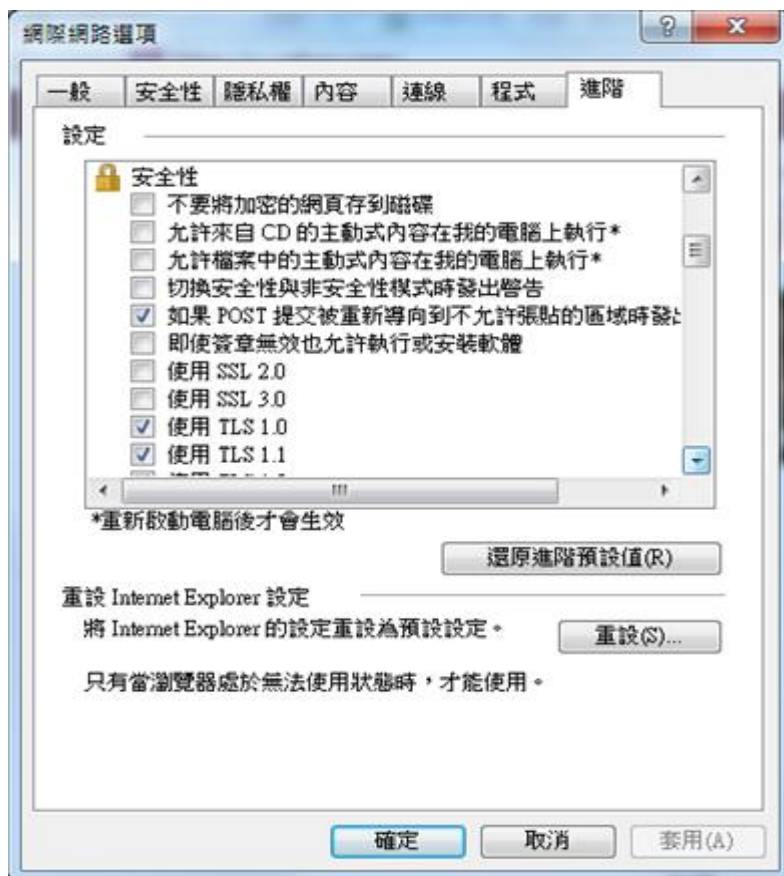 網際網路選項
一般 安全性 隱私權 內容 連線 程式 進階
設定
安全性
不要將加密的網頁存到磁碟
允許來自 CD 的主動式內容在我的電腦上執行*
允許檔案中的主動式內容在我的電腦上執行*
切換安全性與非安全性模式時發出警告
如果 POST 提交被重新導向到不允許張貼的區域時發出
即使簽章無效也允許執行或安裝軟體
使用 SSL 2.0
使用 SSL 3.0
使用 TLS 1.0
使用 TLS 1.1
*重新啟動電腦後才會生效
還原進階預設值(R)
重設 Internet Explorer 設定
將 Internet Explorer 的設定重設為預設設定。
重設(S)...
只有當瀏覽器處於無法使用狀態時，才能使用。
確定 取消 套用(A)